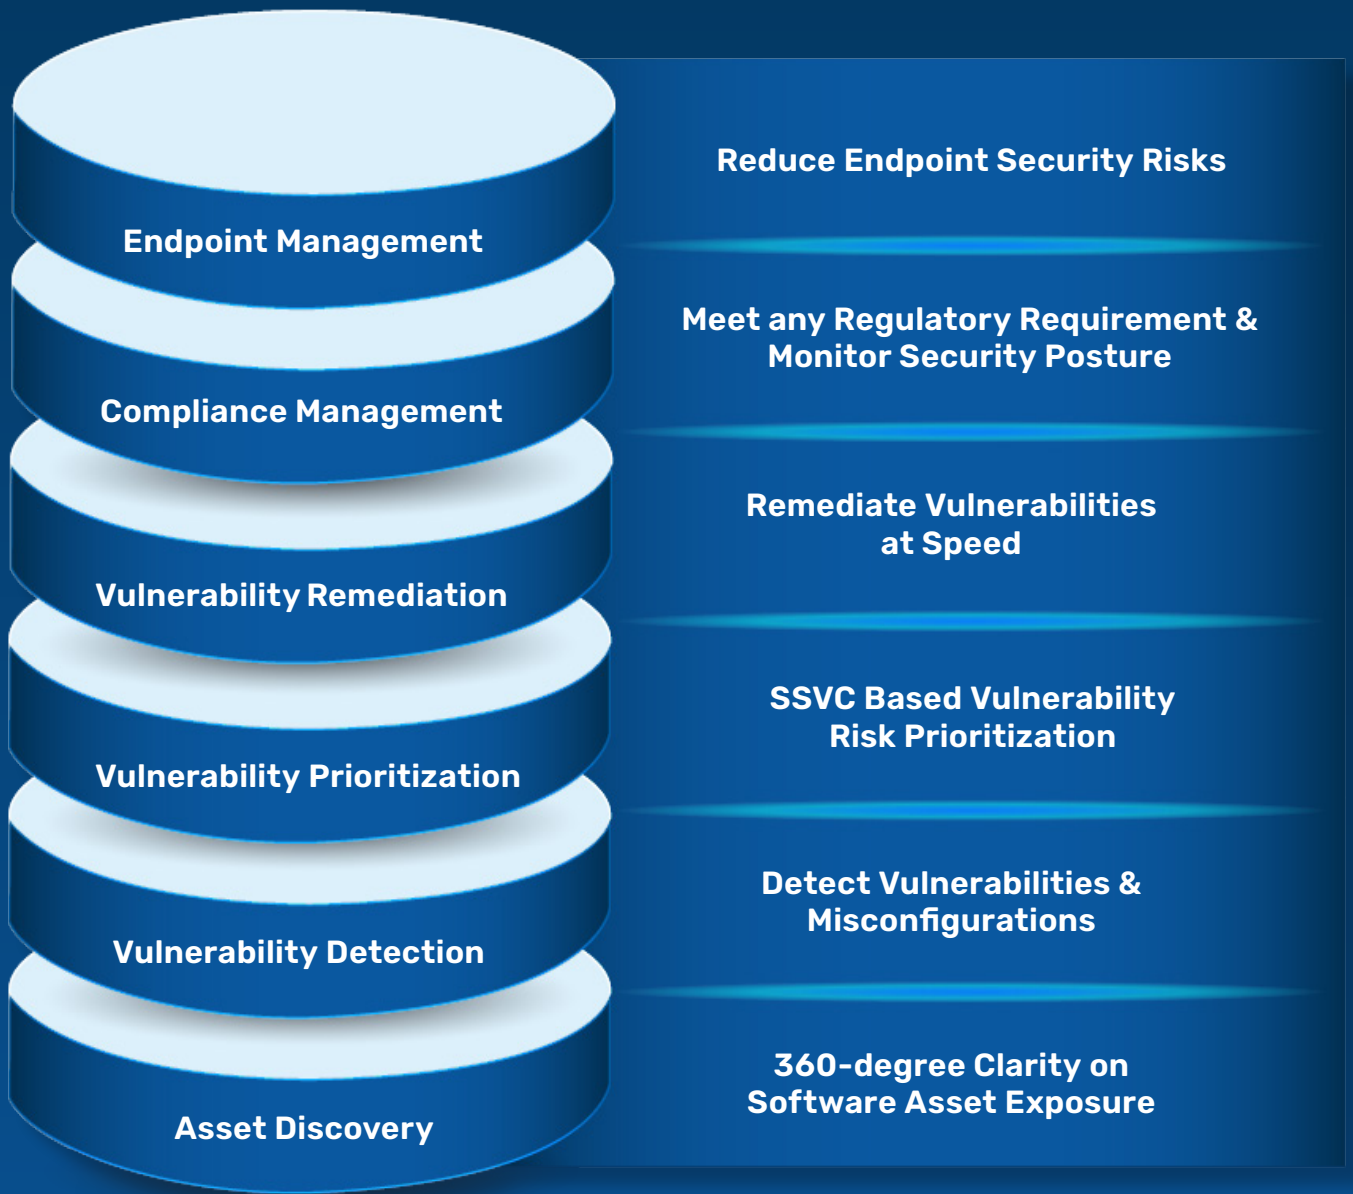 Reduce Endpoint Security Risks
Endpoint Management
Meet any Regulatory Requirement &
Monitor Security Posture
Compliance Management
Remediate Vulnerabilities
at Speed
Vulnerability Remediation
SSVC Based Vulnerability
Risk Prioritization
Vulnerability Prioritization
Detect Vulnerabilities &
Misconfigurations
Vulnerability Detection
360-degree Clarity on
Software Asset Exposure
Asset Discovery